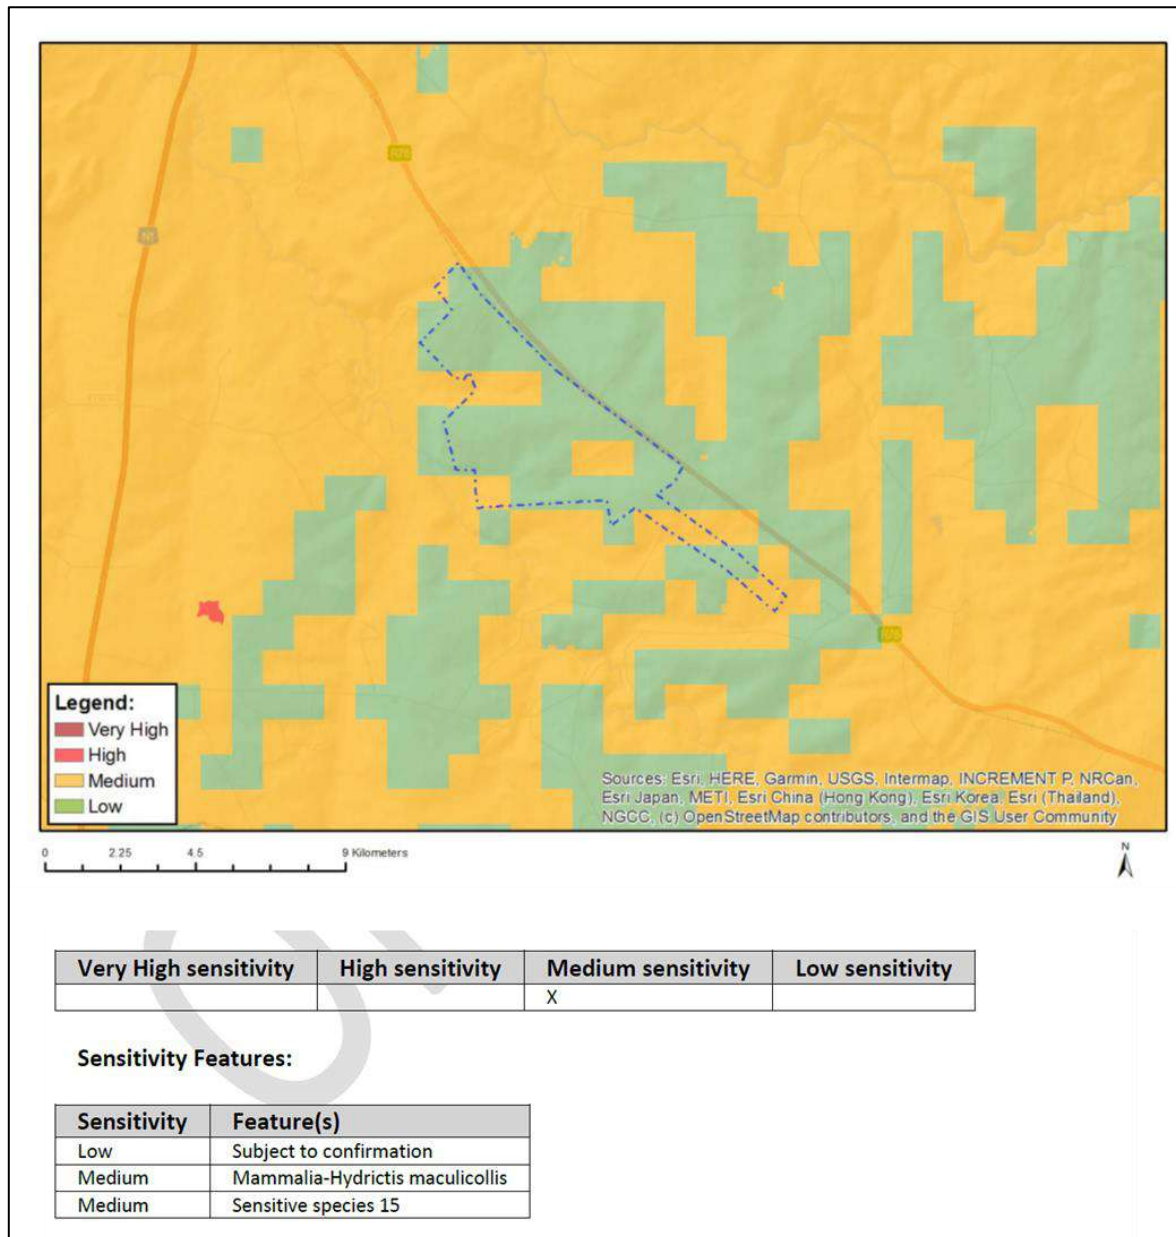 R76
N1
R76
Legend:
Very High
High
Medium
Low
Sources: Esri, HERE, Garmin, USGS, Intermap, INCREMENT P, NRCan,
Esri Japan, METI, Esri China (Hong Kong), Esri Korea, Esri (Thailand),
NGCC, (c) OpenStreetMap contributors, and the GIS User Community
0 2.25 4.5 9 Kilometers
N
Very High sensitivity High sensitivity Medium sensitivity Low sensitivity
X
Sensitivity Features:
Sensitivity Feature(s)
Low Subject to confirmation
Medium Mammalia-Hydrictis maculicollis
Medium Sensitive species 15